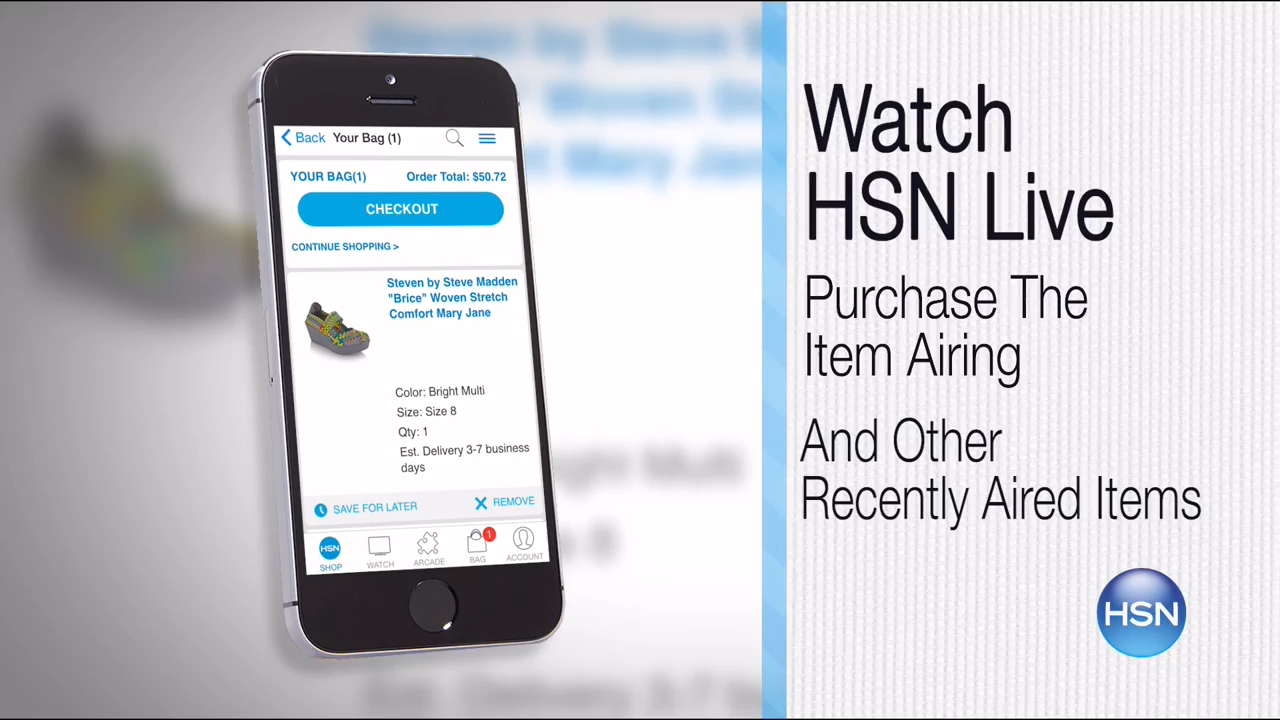 Back Your Bag (1)
YOUR BAG(1) Order Total: $50.72
CHECKOUT
CONTINUE SHOPPING >
Steven by Steve Madden
"Brice" Woven Stretch
Comfort Mary Jane
Color: Bright Multi
Size: Size 8
Qty: 1
Est. Delivery 3-7 business
days
SAVE FOR LATER REMOVE
HSN 1
SHOP WATCH ARCADE BAG ACCOUNT
Watch
HSN Live
Purchase The
Item Airing
And Other
Recently Aired Items
HSN